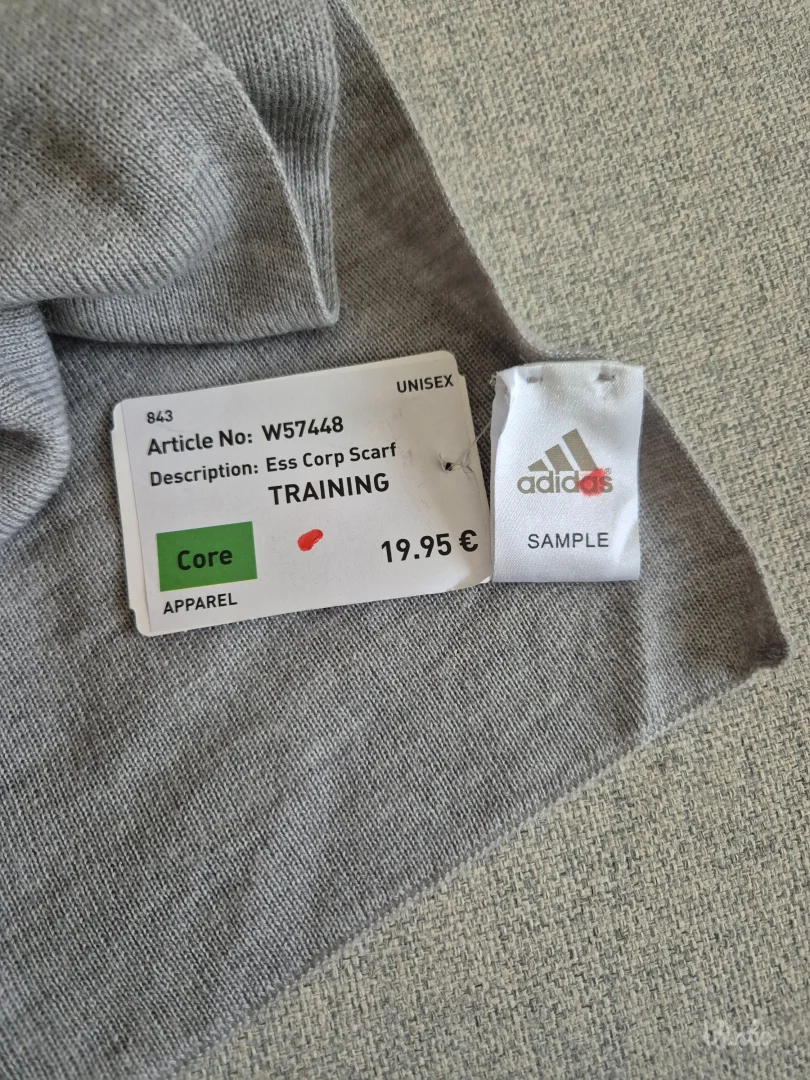 UNISEX
843
Article No: W57448
Description: Ess Corp Scarf
TRAINING
Core
19.95 €
APPAREL
adidas
SAMPLE